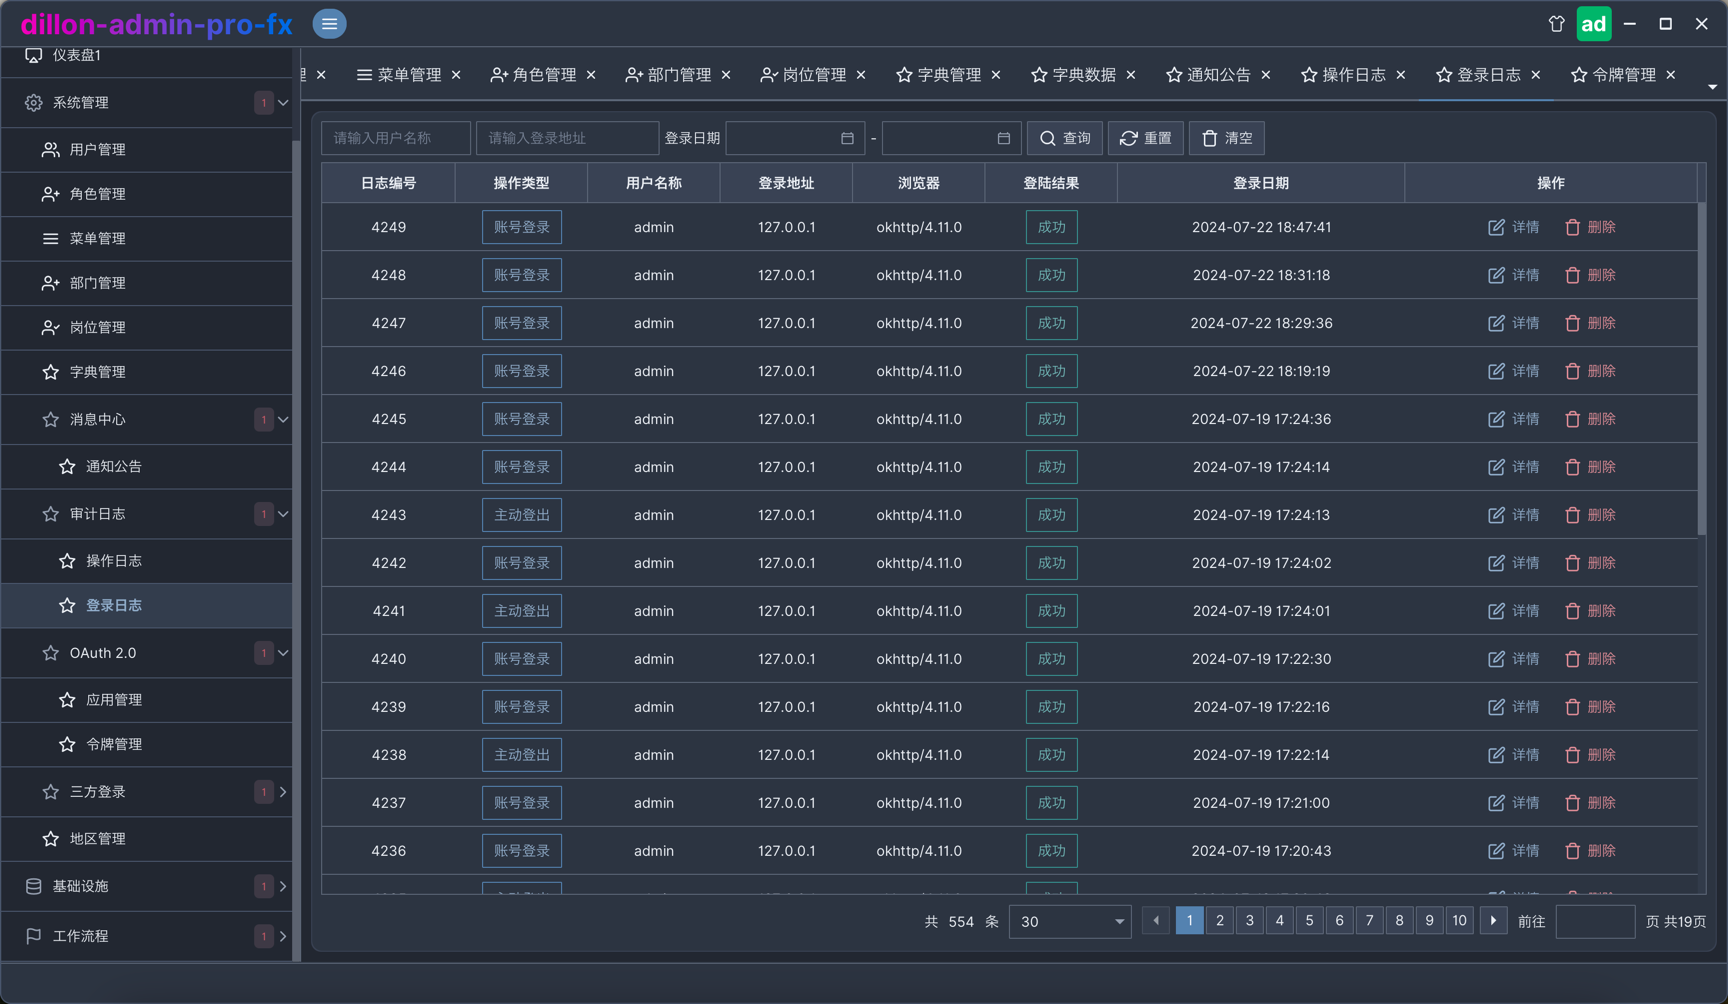 dillon-admin-pro-fx
ad
仪表盘1
系统管理 1
用户管理
角色管理
菜单管理
部门管理
岗位管理
字典管理
消息中心 1
通知公告
审计日志 1
操作日志
登录日志
OAuth 2.0 1
应用管理
令牌管理
三方登录 1
地区管理
基础设施 1
工作流程 1
菜单管理 角色管理 部门管理 岗位管理 字典管理 字典数据 通知公告 操作日志 登录日志 令牌管理
请输入用户名称 请输入登录地址 登录日期 - 查询 重置 清空
日志编号 操作类型 用户名称 登录地址 浏览器 登陆结果 登录日期 操作
4249 账号登录 admin 127.0.0.1 okhttp/4.11.0 成功 2024-07-22 18:47:41 详情 删除
4248 账号登录 admin 127.0.0.1 okhttp/4.11.0 成功 2024-07-22 18:31:18 详情 删除
4247 账号登录 admin 127.0.0.1 okhttp/4.11.0 成功 2024-07-22 18:29:36 详情 删除
4246 账号登录 admin 127.0.0.1 okhttp/4.11.0 成功 2024-07-22 18:19:19 详情 删除
4245 账号登录 admin 127.0.0.1 okhttp/4.11.0 成功 2024-07-19 17:24:36 详情 删除
4244 账号登录 admin 127.0.0.1 okhttp/4.11.0 成功 2024-07-19 17:24:14 详情 删除
4243 主动登出 admin 127.0.0.1 okhttp/4.11.0 成功 2024-07-19 17:24:13 详情 删除
4242 账号登录 admin 127.0.0.1 okhttp/4.11.0 成功 2024-07-19 17:24:02 详情 删除
4241 主动登出 admin 127.0.0.1 okhttp/4.11.0 成功 2024-07-19 17:24:01 详情 删除
4240 账号登录 admin 127.0.0.1 okhttp/4.11.0 成功 2024-07-19 17:22:30 详情 删除
4239 账号登录 admin 127.0.0.1 okhttp/4.11.0 成功 2024-07-19 17:22:16 详情 删除
4238 主动登出 admin 127.0.0.1 okhttp/4.11.0 成功 2024-07-19 17:22:14 详情 删除
4237 账号登录 admin 127.0.0.1 okhttp/4.11.0 成功 2024-07-19 17:21:00 详情 删除
4236 账号登录 admin 127.0.0.1 okhttp/4.11.0 成功 2024-07-19 17:20:43 详情 删除
共 554 条 30 1 2 3 4 5 6 7 8 9 10 前往 页 共19页